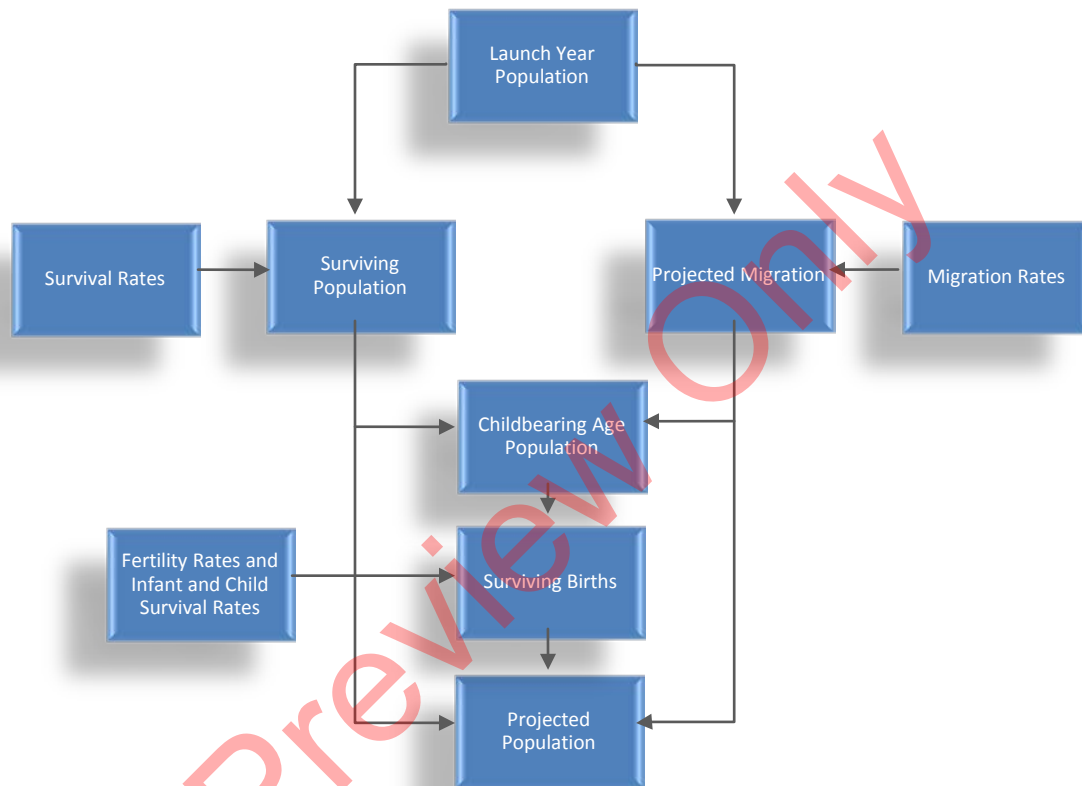 Launch Year
Population
Survival Rates
Surviving
Population
Projected Migration
Migration Rates
Childbearing Age
Population
Fertility Rates and
Infant and Child
Survival Rates
Surviving Births
Projected
Population
Preview Only